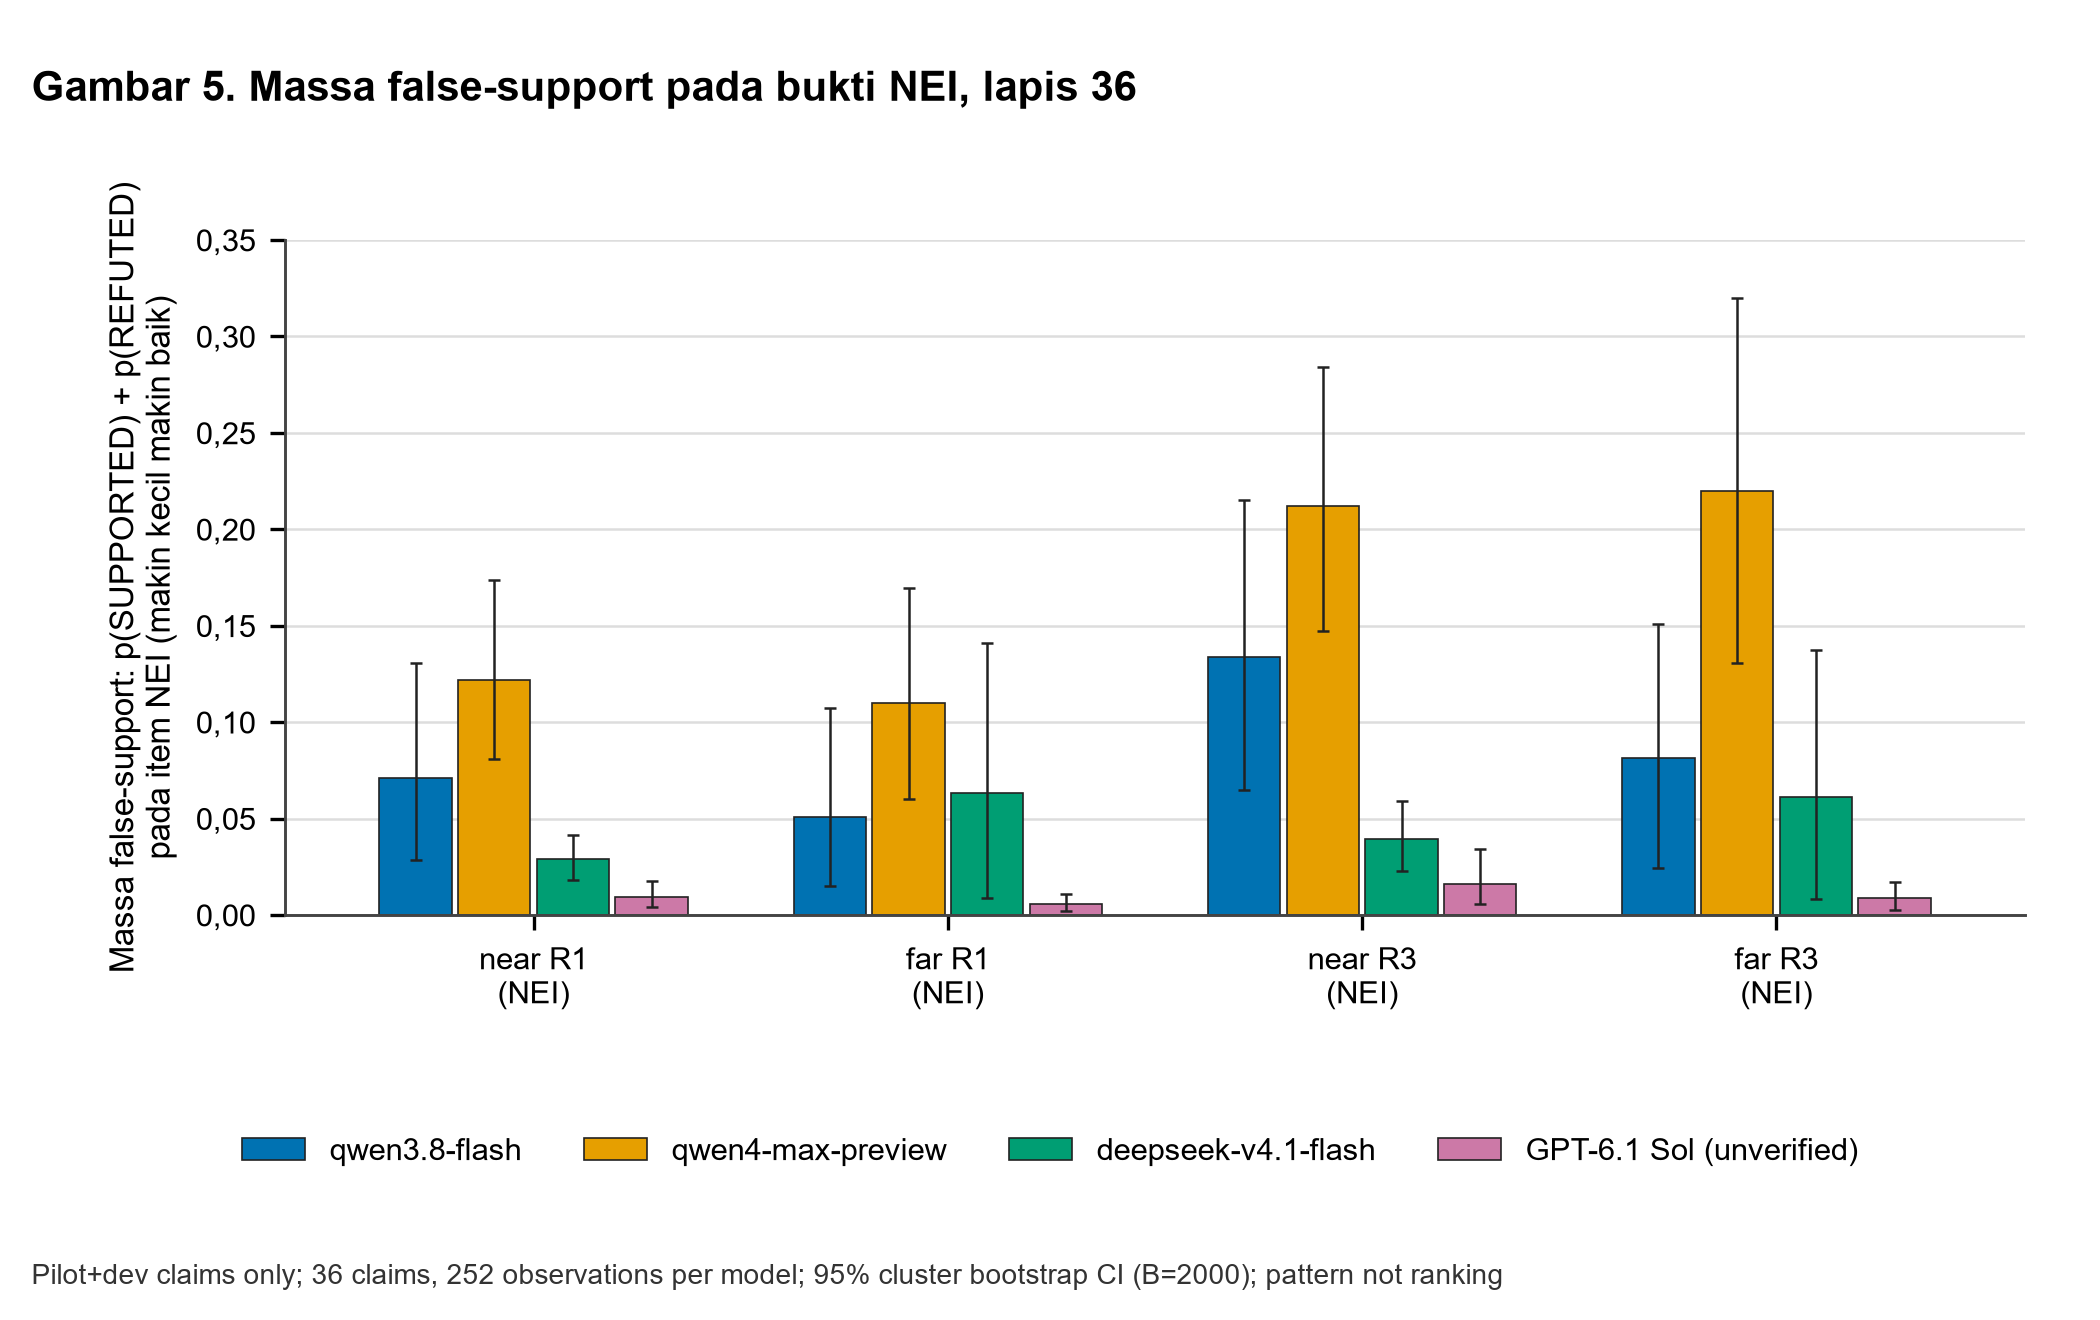 Gambar 5. Massa false-support pada bukti NEI, lapis 36
Massa false-support: p(SUPPORTED) + p(REFUTED)
pada item NEI (makin kecil makin baik)
0,35
0,30
0,25
0,20
0,15
0,10
0,05
0,00
near R1
(NEI)
far R1
(NEI)
near R3
(NEI)
far R3
(NEI)
qwen3.8-flash
qwen4-max-preview
deepseek-v4.1-flash
GPT-6.1 Sol (unverified)
Pilot+dev claims only; 36 claims, 252 observations per model; 95% cluster bootstrap CI (B=2000); pattern not ranking